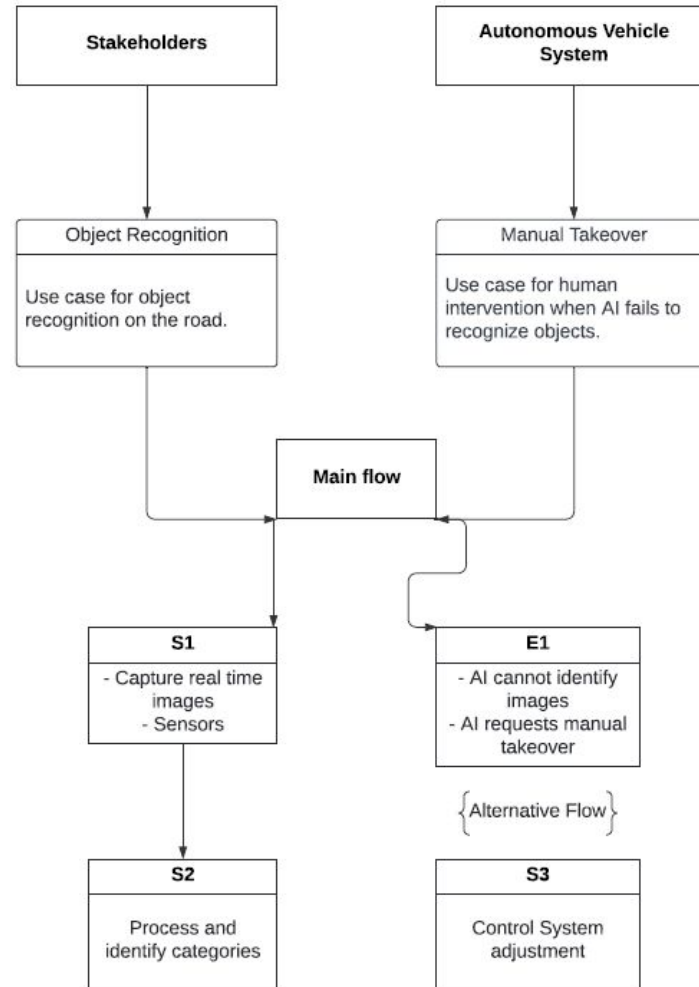 Stakeholders
Autonomous Vehicle
System
Object Recognition
Use case for object
recognition on the road.
Manual Takeover
Use case for human
intervention when AI fails to
recognize objects.
Main flow
S1
- Capture real time
images
- Sensors
E1
- AI cannot identify
images
- AI requests manual
takeover
{Alternative Flow}
S2
Process and
identify categories
S3
Control System
adjustment